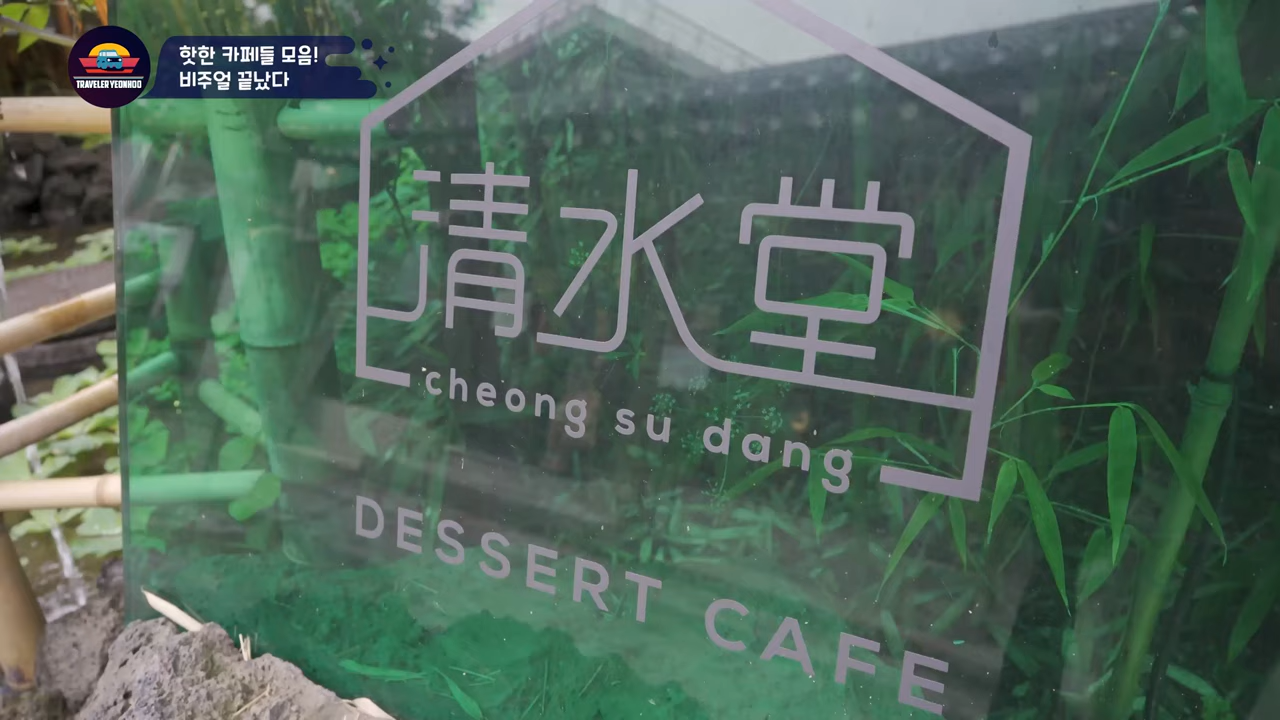 TRAVELER YEONHOO
핫한 카페들 모음!
비주얼 끝났다
清水堂
cheong su dang
DESSERT CAFE